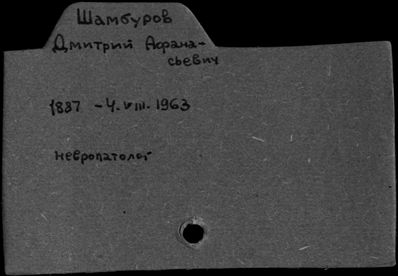 Шамбуров
Дмитрий Афана-
сьевич
1887 - 4.VIII.1963
невропатолог